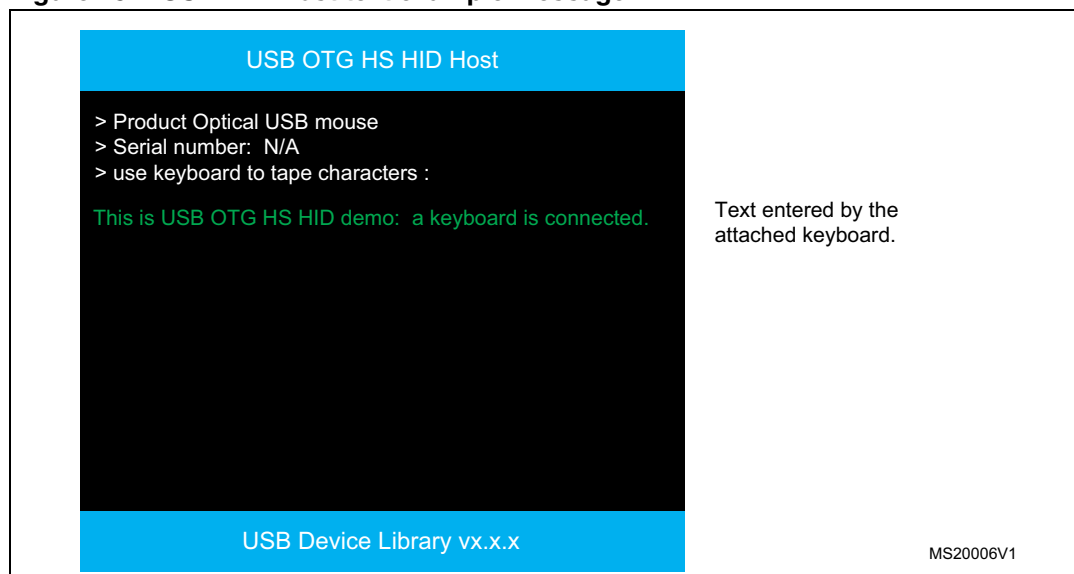 USB OTG HS HID Host
> Product Optical USB mouse
> Serial number:  N/A
> use keyboard to tape characters :
This is USB OTG HS HID demo:  a keyboard is connected.
Text entered by the
attached keyboard.
USB Device Library vx.x.x
MS20006V1